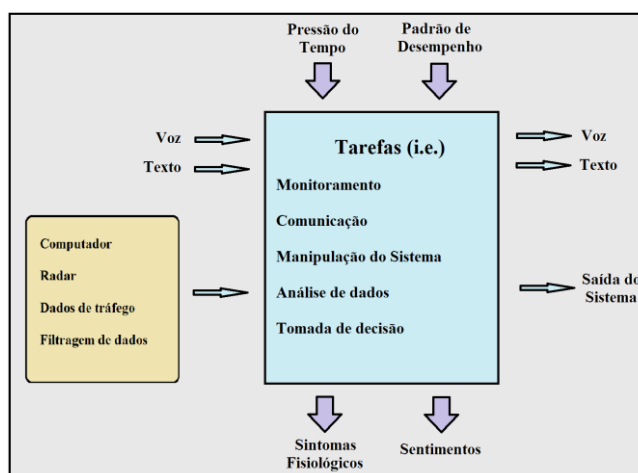 Pressão do
Tempo
Padrão de
Desempenho
Voz
Texto
Tarefas (i.e.)
Monitoramento
Comunicação
Manipulação do Sistema
Análise de dados
Tomada de decisão
Computador
Radar
Dados de tráfego
Filtragem de dados
Voz
Texto
Saída do
Sistema
Sintomas
Fisiológicos
Sentimentos